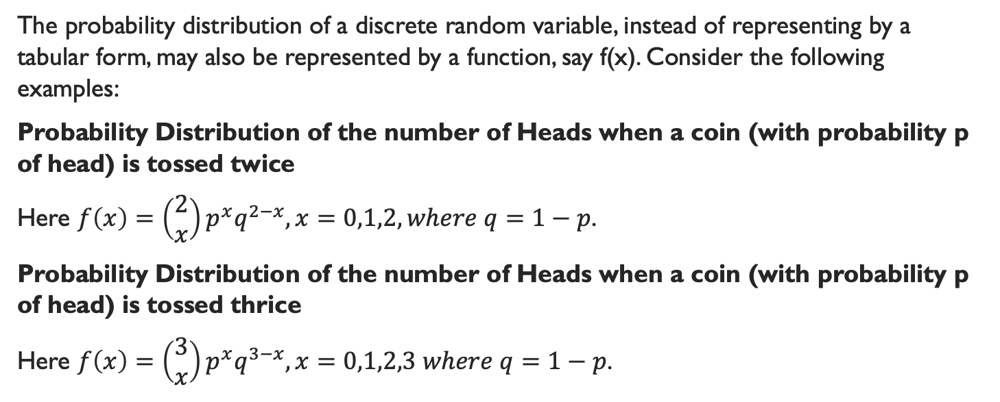 The probability distribution of a discrete random variable, instead of representing by a
tabular form, may also be represented by a function, say f(x). Consider the following
examples:
Probability Distribution of the number of Heads when a coin (with probability p
of head) is tossed twice
Here $f(x) = \binom{2}{x} p^x q^{2-x}, x = 0,1,2, where\ q = 1 - p.$
Probability Distribution of the number of Heads when a coin (with probability p
of head) is tossed thrice
Here $f(x) = \binom{3}{x} p^x q^{3-x}, x = 0,1,2,3\ where\ q = 1 - p.$